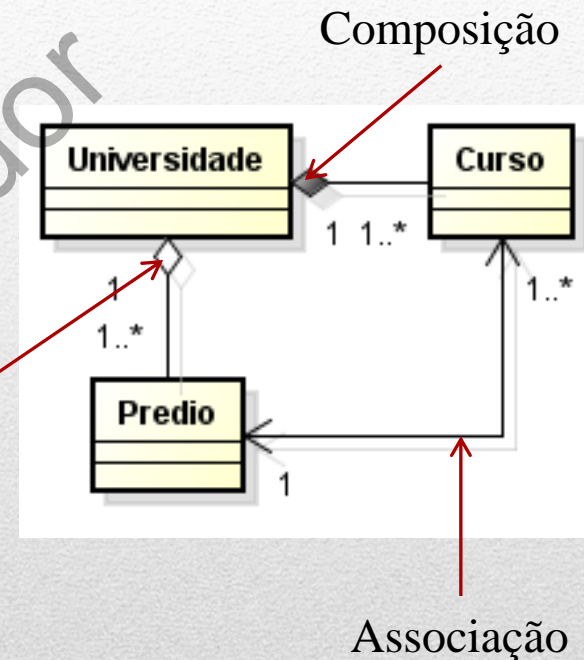 Composição
Universidade
Curso
1 1..*
1
1..*
1..*
Predio
1
Associação